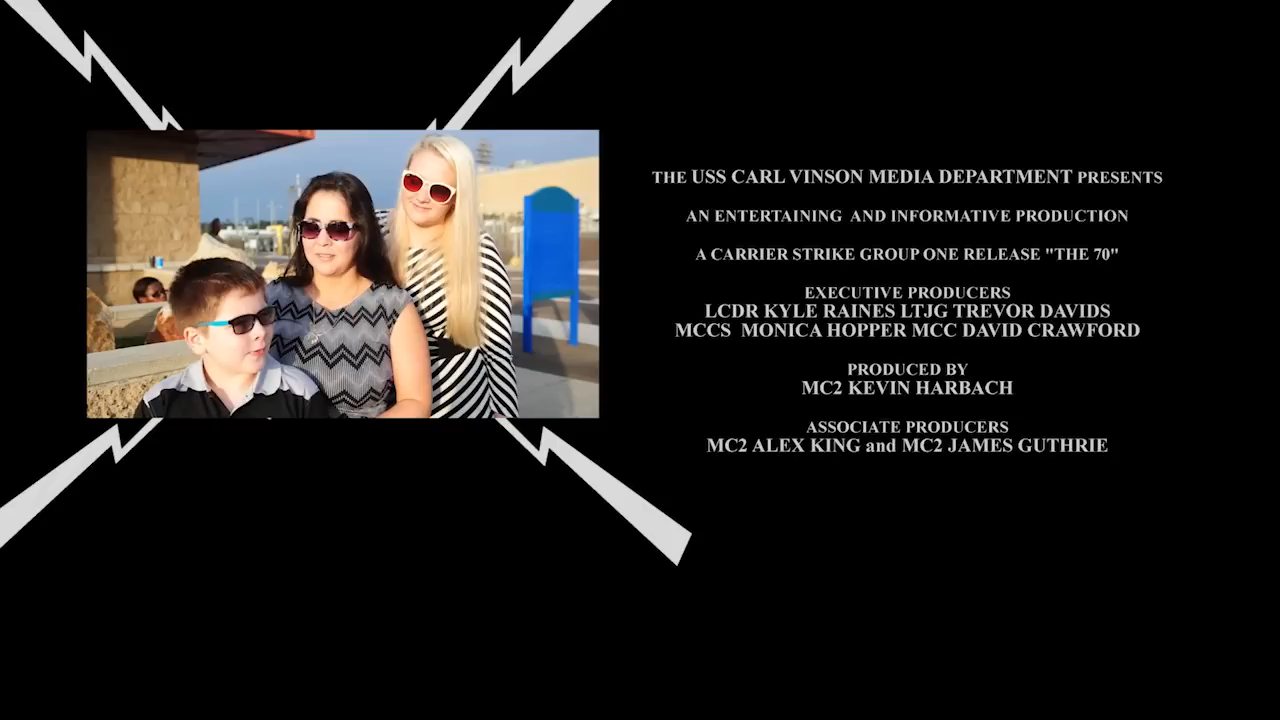 THE USS CARL VINSON MEDIA DEPARTMENT PRESENTS
AN ENTERTAINING  AND INFORMATIVE PRODUCTION
A CARRIER STRIKE GROUP ONE RELEASE "THE 70"
EXECUTIVE PRODUCERS
LCDR KYLE RAINES LTJG TREVOR DAVIDS
MCCS  MONICA HOPPER MCC DAVID CRAWFORD
PRODUCED BY
MC2 KEVIN HARBACH
ASSOCIATE PRODUCERS
MC2 ALEX KING and MC2 JAMES GUTHRIE